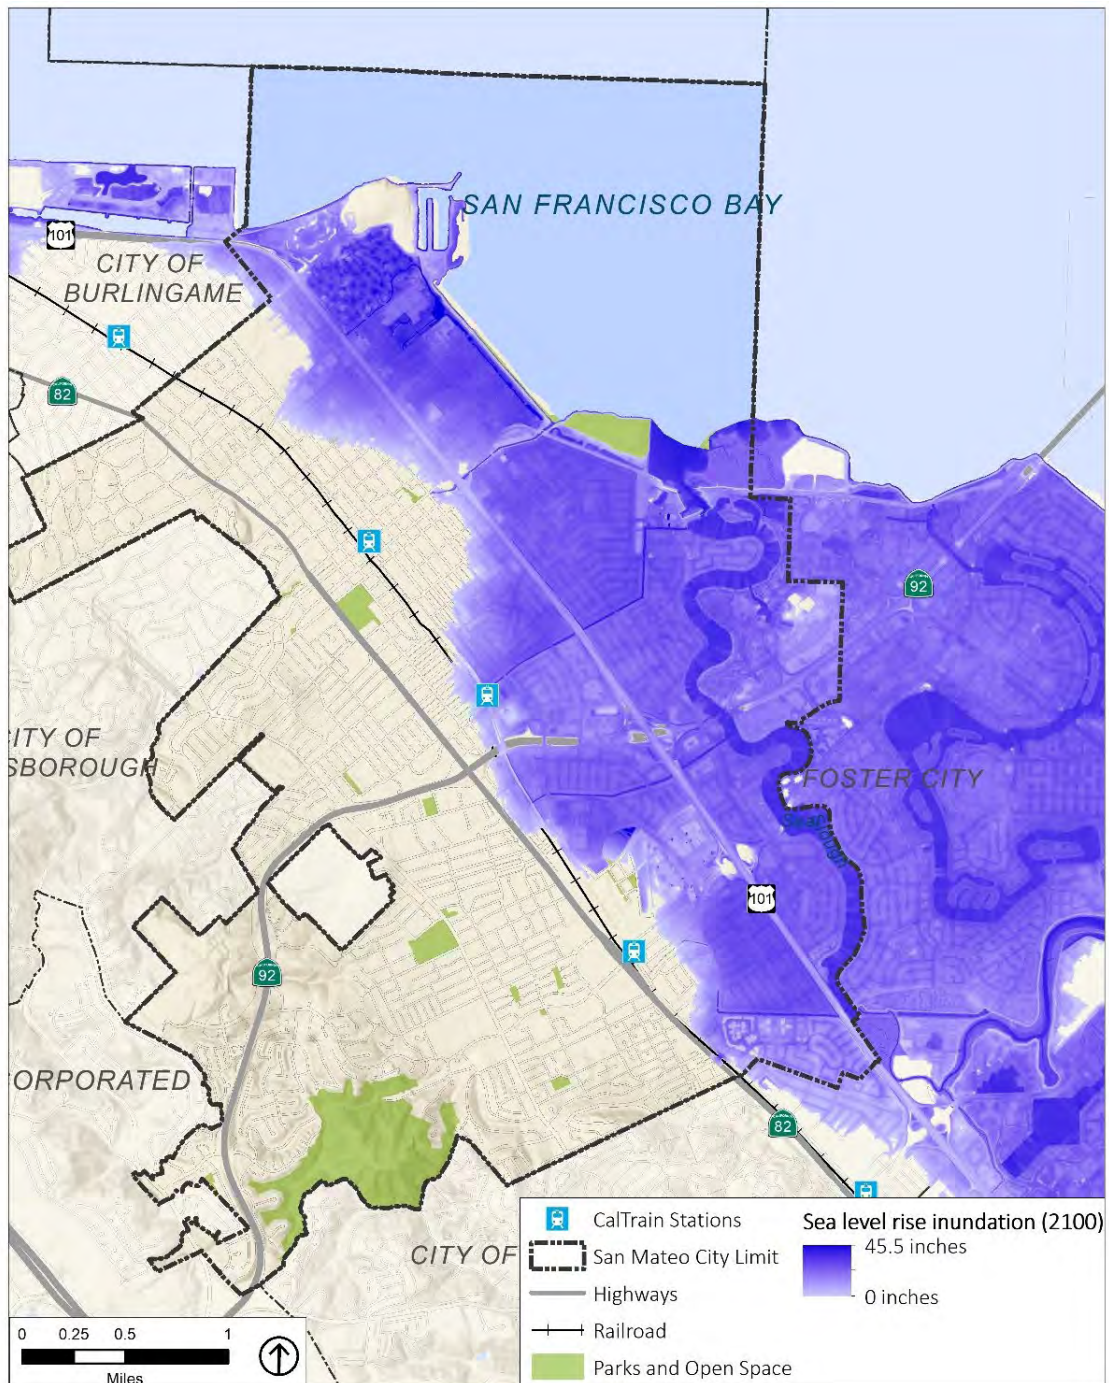 SAN FRANCISCO BAY
101
CITY OF
BURLINGAME
82
92
ITY OF
SBOROUGH
FOSTER CITY
Slough
101
92
ORPORATED
82
CITY OF
CalTrain Stations
San Mateo City Limit
Highways
Railroad
Parks and Open Space
Sea level rise inundation (2100)
45.5 inches
0 inches
0 0.25 0.5 1
Miles